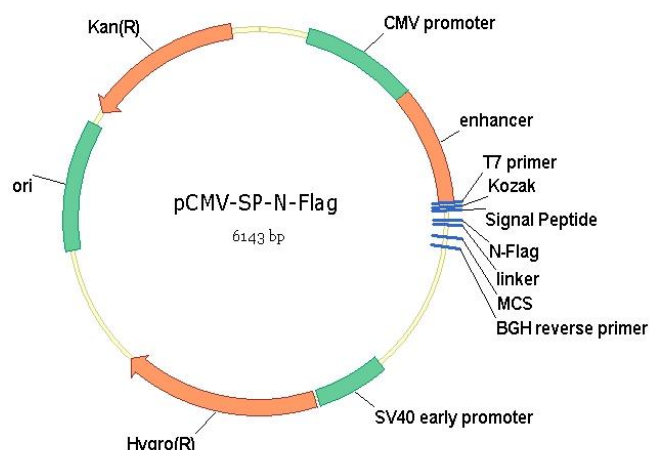 Kan(R)
CMV promoter
enhancer
T7 primer
Kozak
ori
pCMV-SP-N-Flag
6143 bp
Signal Peptide
N-Flag
linker
MCS
BGH reverse primer
SV40 early promoter
Hygro(R)